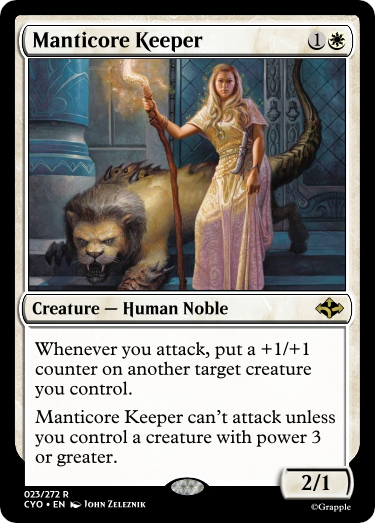 Manticore Keeper 1
Creature — Human Noble
Whenever you attack, put a +1/+1
counter on another target creature
you control.
Manticore Keeper can't attack unless
you control a creature with power 3
or greater.
2/1
023/272 R
CYO • EN John Zeleznik
©Grapple